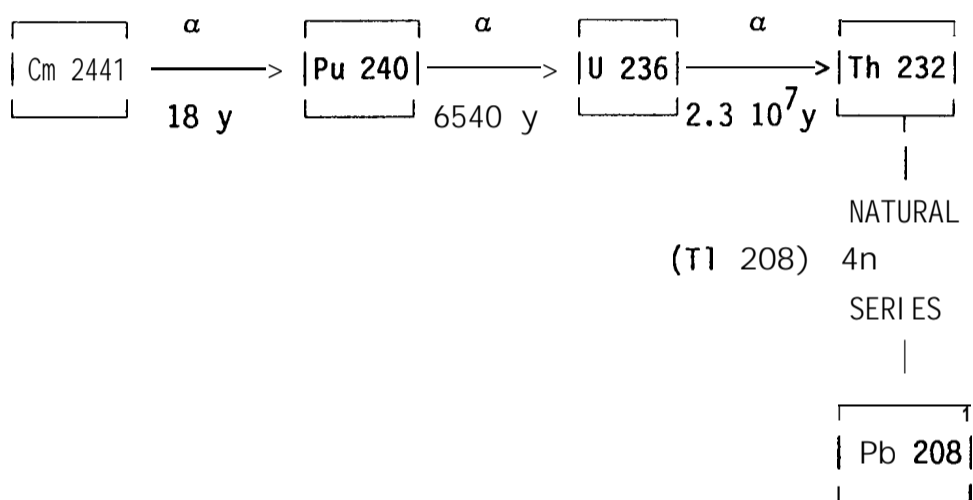 α α α
Cm 2441 > Pu 240 > U 236 > Th 232
18 y 6540 y 2.3 10⁷y
NATURAL
(Tl 208) 4n
SERIES
Pb 208